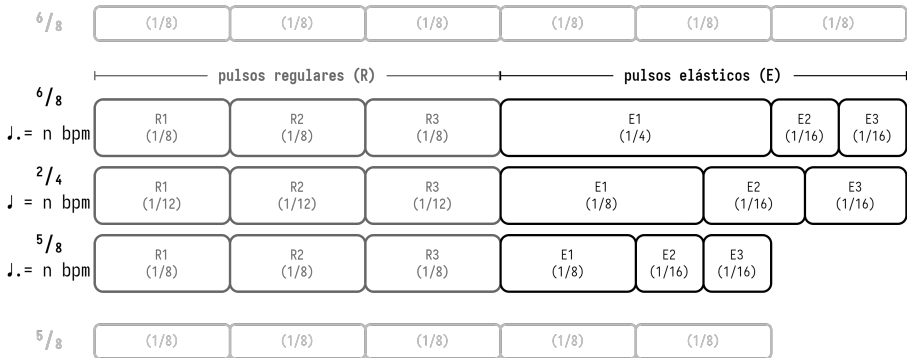 6/8 (1/8) (1/8) (1/8) (1/8) (1/8) (1/8)
pulsos regulares (R) pulsos elásticos (E)
6/8
♩.= n bpm
R1 R2 R3 E1 E2 E3
(1/8) (1/8) (1/8) (1/4) (1/16) (1/16)
2/4
♩ = n bpm
R1 R2 R3 E1 E2 E3
(1/12) (1/12) (1/12) (1/8) (1/16) (1/16)
5/8
♩.= n bpm
R1 R2 R3 E1 E2 E3
(1/8) (1/8) (1/8) (1/8) (1/16) (1/16)
5/8 (1/8) (1/8) (1/8) (1/8) (1/8)